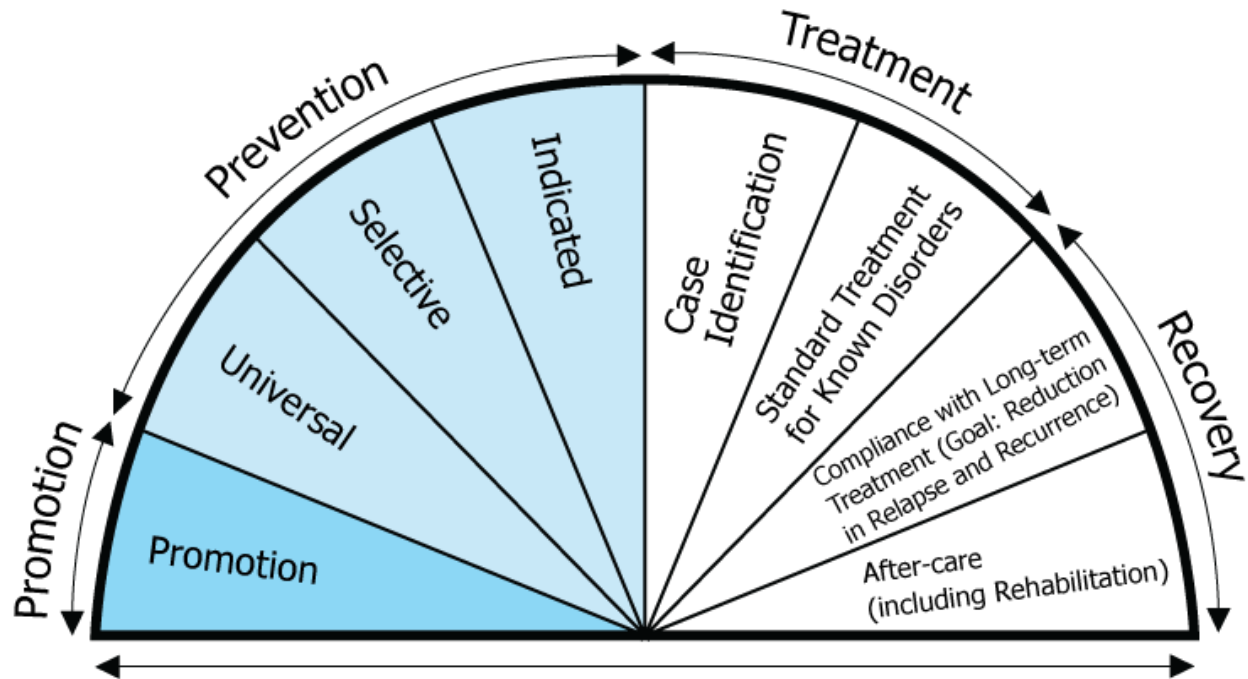 Promotion
Prevention
Treatment
Recovery
Promotion
Universal
Selective
Indicated
Case
Identification
Standard Treatment
for Known Disorders
Compliance with Long-term
Treatment (Goal: Reduction
in Relapse and Recurrence)
After-care
(including Rehabilitation)